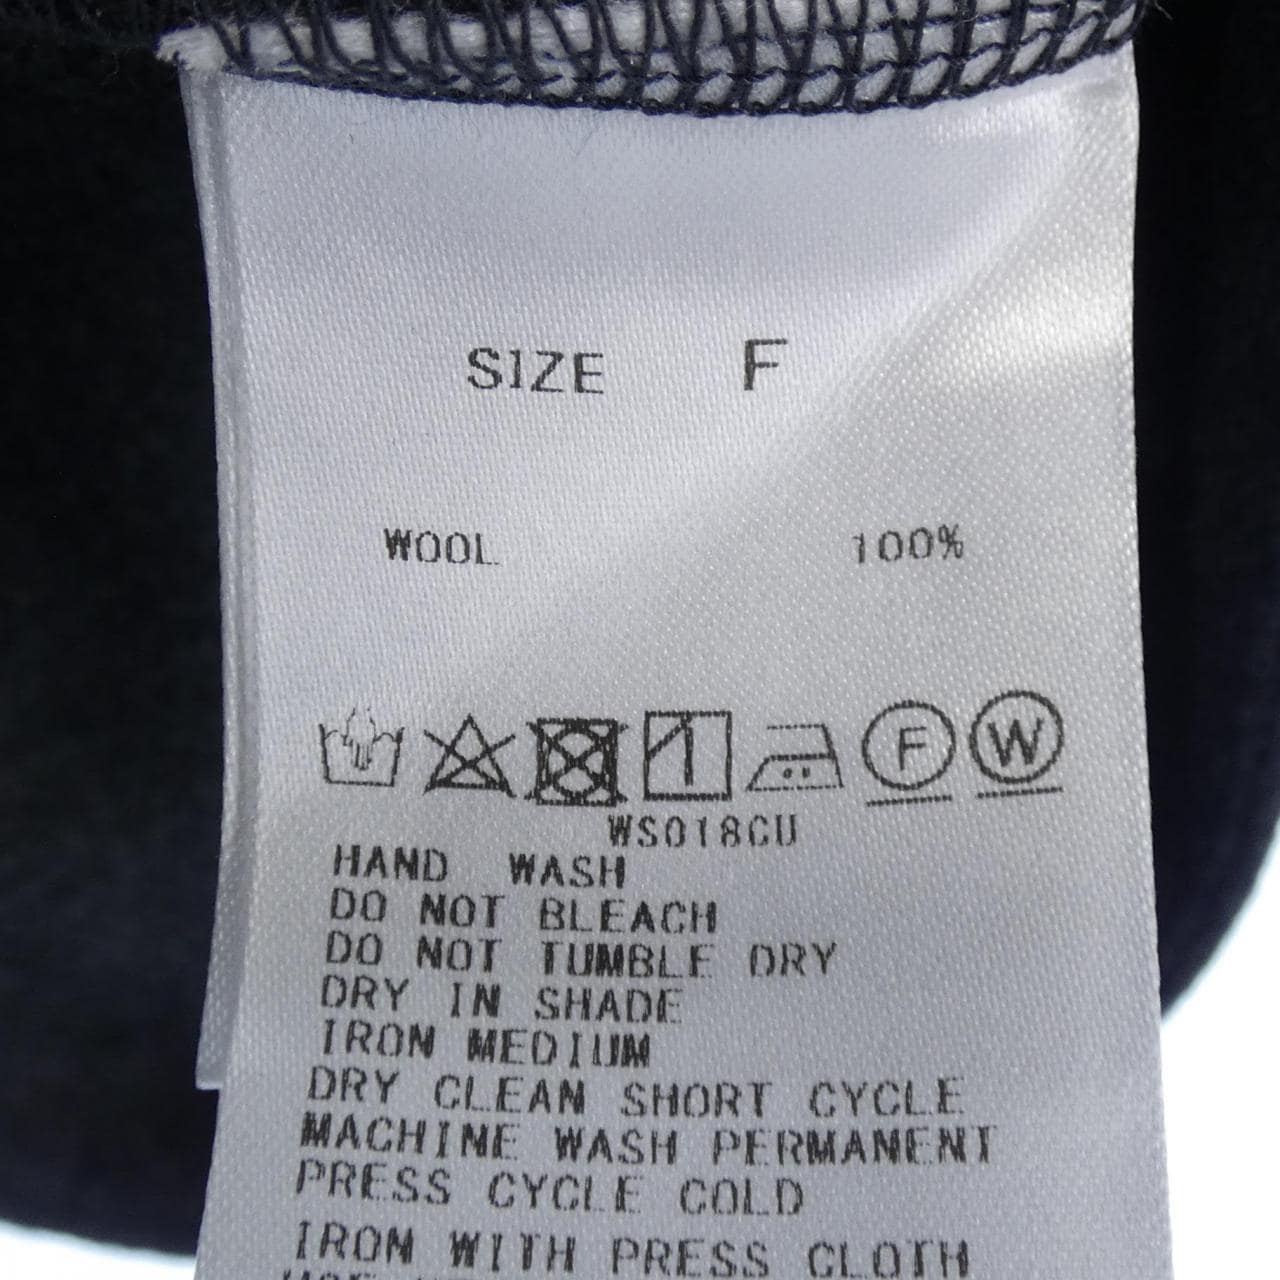 SIZE F
WOOL 100%
F W
WS018CU
HAND WASH
DO NOT BLEACH
DO NOT TUMBLE DRY
DRY IN SHADE
IRON MEDIUM
DRY CLEAN SHORT CYCLE
MACHINE WASH PERMANENT
PRESS CYCLE COLD
IRON WITH PRESS CLOTH